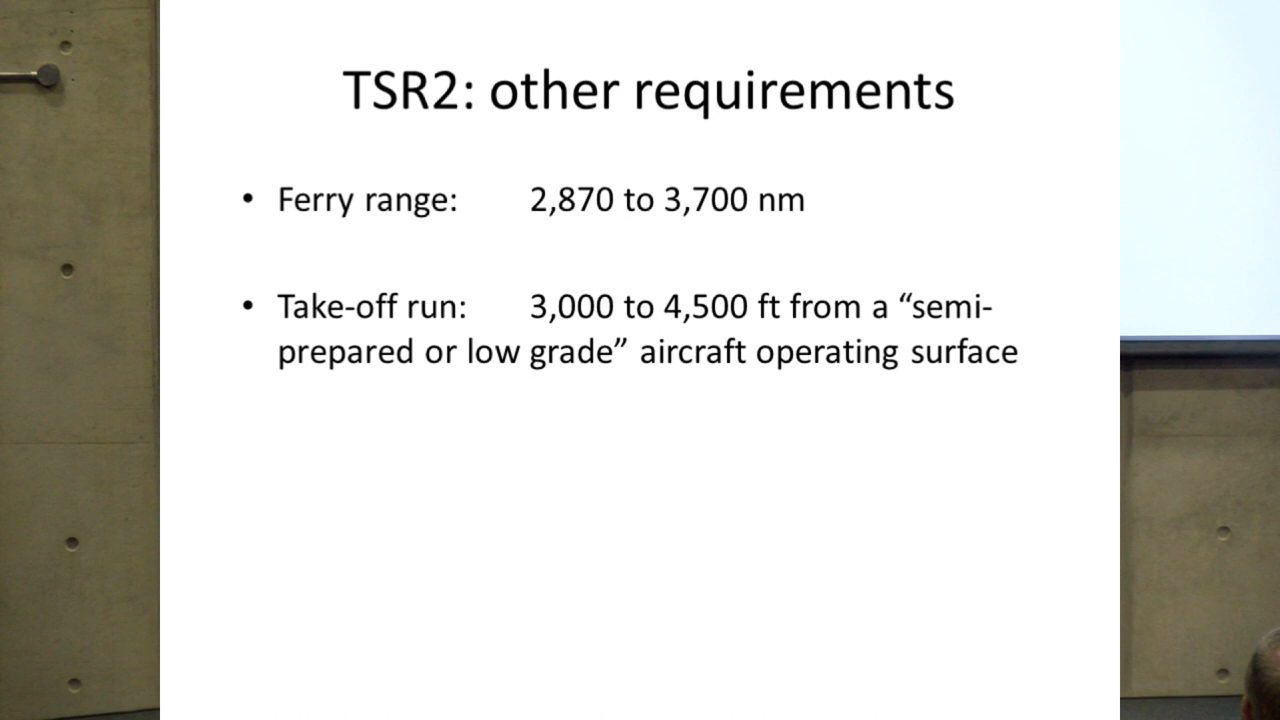 TSR2: other requirements
• Ferry range: 2,870 to 3,700 nm
• Take-off run: 3,000 to 4,500 ft from a “semi-
prepared or low grade” aircraft operating surface